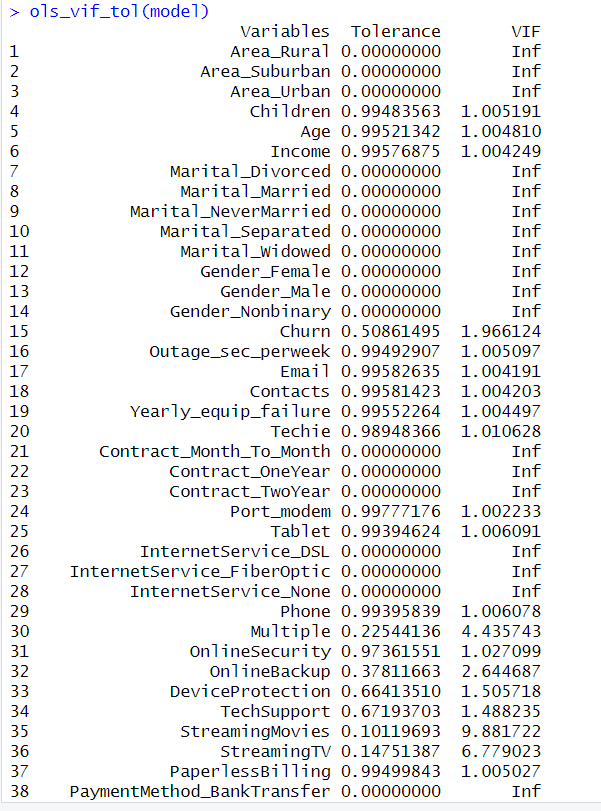 > ols_vif_tol(model)
Variables Tolerance VIF
1 Area_Rural 0.00000000 Inf
2 Area_Suburban 0.00000000 Inf
3 Area_Urban 0.00000000 Inf
4 Children 0.99483563 1.005191
5 Age 0.99521342 1.004810
6 Income 0.99576875 1.004249
7 Marital_Divorced 0.00000000 Inf
8 Marital_Married 0.00000000 Inf
9 Marital_NeverMarried 0.00000000 Inf
10 Marital_Separated 0.00000000 Inf
11 Marital_Widowed 0.00000000 Inf
12 Gender_Female 0.00000000 Inf
13 Gender_Male 0.00000000 Inf
14 Gender_Nonbinary 0.00000000 Inf
15 Churn 0.50861495 1.966124
16 Outage_sec_perweek 0.99492907 1.005097
17 Email 0.99582635 1.004191
18 Contacts 0.99581423 1.004203
19 Yearly_equip_failure 0.99552264 1.004497
20 Techie 0.98948366 1.010628
21 Contract_Month_To_Month 0.00000000 Inf
22 Contract_OneYear 0.00000000 Inf
23 Contract_TwoYear 0.00000000 Inf
24 Port_modem 0.99777176 1.002233
25 Tablet 0.99394624 1.006091
26 InternetService_DSL 0.00000000 Inf
27 InternetService_FiberOptic 0.00000000 Inf
28 InternetService_None 0.00000000 Inf
29 Phone 0.99395839 1.006078
30 Multiple 0.22544136 4.435743
31 OnlineSecurity 0.97361551 1.027099
32 OnlineBackup 0.37811663 2.644687
33 DeviceProtection 0.66413510 1.505718
34 TechSupport 0.67193703 1.488235
35 StreamingMovies 0.10119693 9.881722
36 StreamingTV 0.14751387 6.779023
37 PaperlessBilling 0.99499843 1.005027
38 PaymentMethod_BankTransfer 0.00000000 Inf